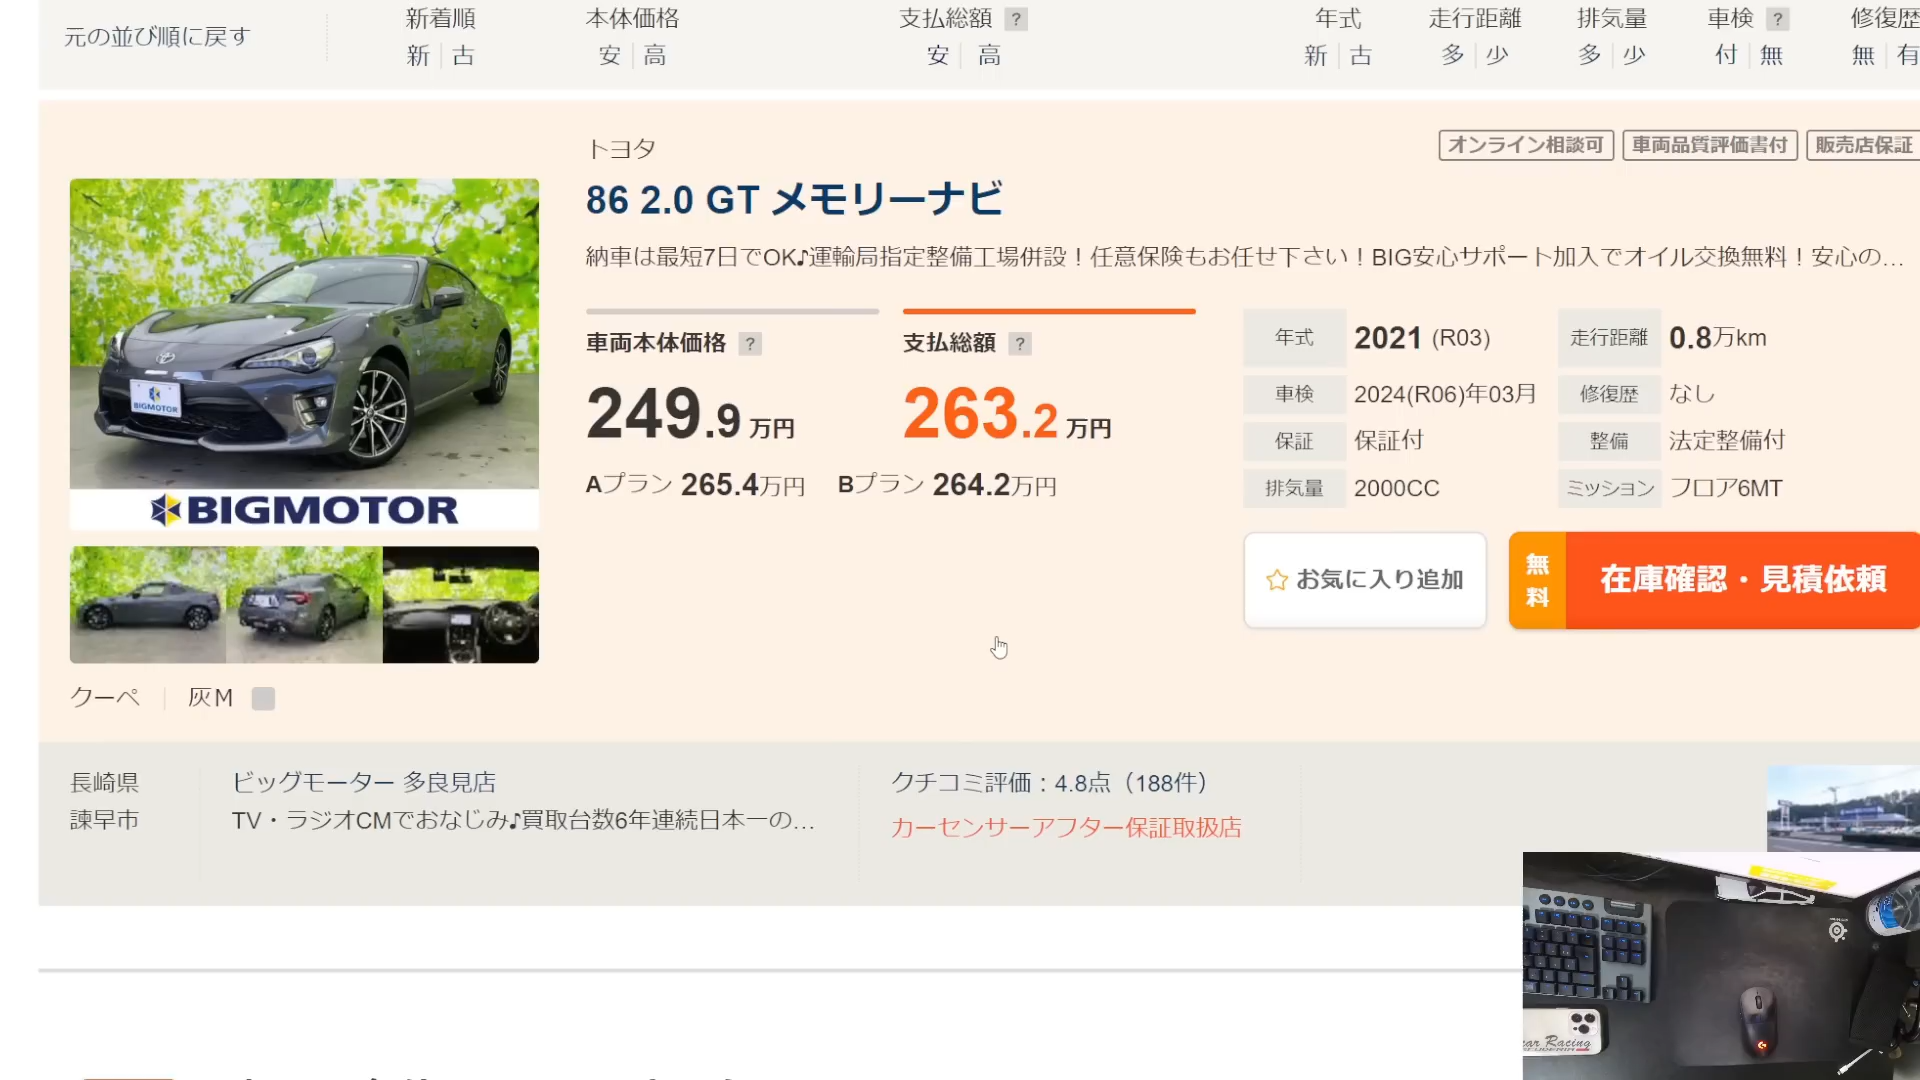 元の並び順に戻す
新着順
新 古
本体価格
安 高
支払総額 ?
安 高
年式
新 古
走行距離
多 少
排気量
多 少
車検 ?
付 無
修復歴
無 有
トヨタ
オンライン相談可 車両品質評価書付 販売店保証
86 2.0 GT メモリーナビ
納車は最短7日でOK♪運輸局指定整備工場併設！任意保険もお任せ下さい！BIG安心サポート加入でオイル交換無料！安心の…
車両本体価格 ?
249.9万円
支払総額 ?
263.2万円
Aプラン 265.4万円 Bプラン 264.2万円
年式 2021 (R03) 走行距離 0.8万km
車検 2024(R06)年03月 修復歴 なし
保証 保証付 整備 法定整備付
排気量 2000CC ミッション フロア6MT
お気に入り追加
無料
在庫確認・見積依頼
BIGMOTOR
BIGMOTOR
クーペ 灰Ｍ
長崎県
諫早市
ビッグモーター 多良見店
TV・ラジオCMでおなじみ♪買取台数6年連続日本一の…
クチコミ評価：4.8点（188件）
カーセンサーアフター保証取扱店